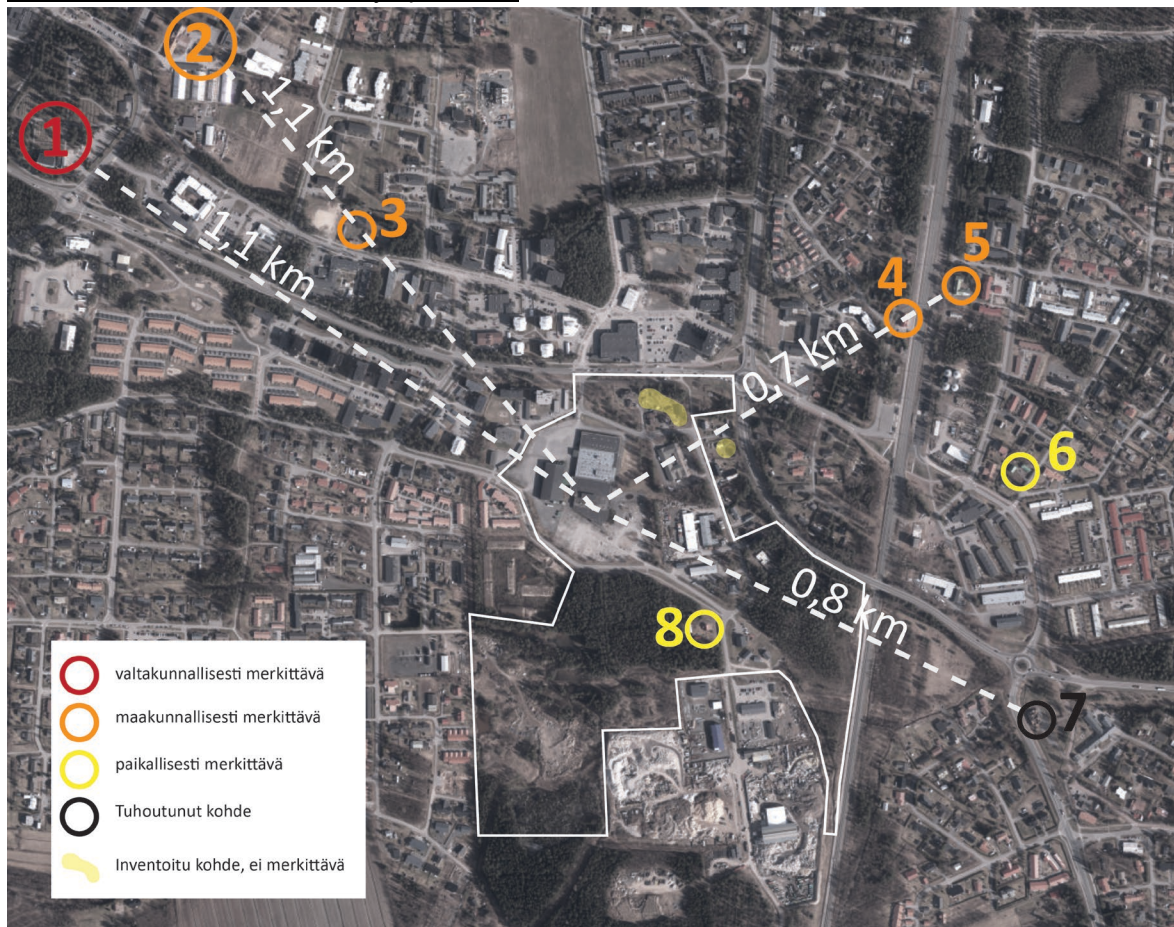 2
1
1,1 km
1,1 km
3
5
4
0,7 km
6
0,8 km
8
7
valtakunnallisesti merkittävä
maakunnallisesti merkittävä
paikallisesti merkittävä
Tuhoutunut kohde
Inventoitu kohde, ei merkittävä